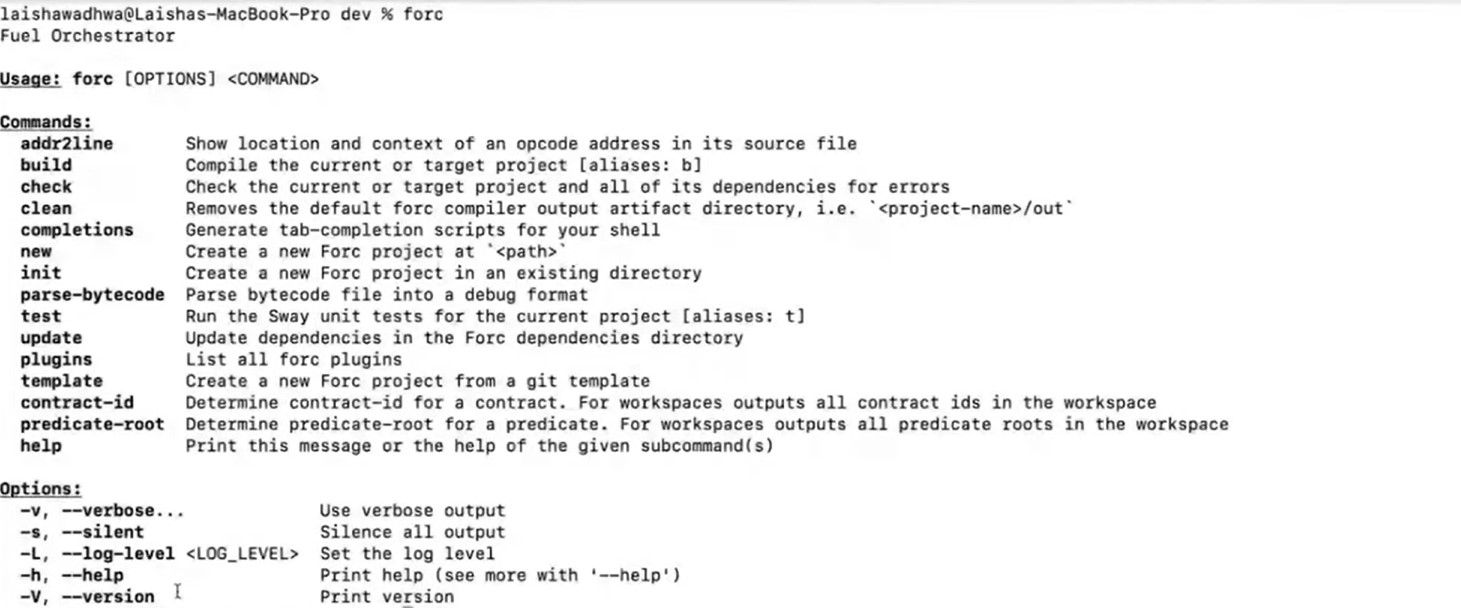 laishawadhwa@Laishas-MacBook-Pro dev % forc
Fuel Orchestrator
Usage: forc [OPTIONS] <COMMAND>
Commands:
addr2line Show location and context of an opcode address in its source file
build Compile the current or target project [aliases: b]
check Check the current or target project and all of its dependencies for errors
clean Removes the default forc compiler output artifact directory, i.e. `<project-name>/out`
completions Generate tab-completion scripts for your shell
new Create a new Forc project at `<path>`
init Create a new Forc project in an existing directory
parse-bytecode Parse bytecode file into a debug format
test Run the Sway unit tests for the current project [aliases: t]
update Update dependencies in the Forc dependencies directory
plugins List all forc plugins
template Create a new Forc project from a git template
contract-id Determine contract-id for a contract. For workspaces outputs all contract ids in the workspace
predicate-root Determine predicate-root for a predicate. For workspaces outputs all predicate roots in the workspace
help Print this message or the help of the given subcommand(s)
Options:
-v, --verbose... Use verbose output
-s, --silent Silence all output
-L, --log-level <LOG_LEVEL> Set the log level
-h, --help Print help (see more with '--help')
-V, --version Print version